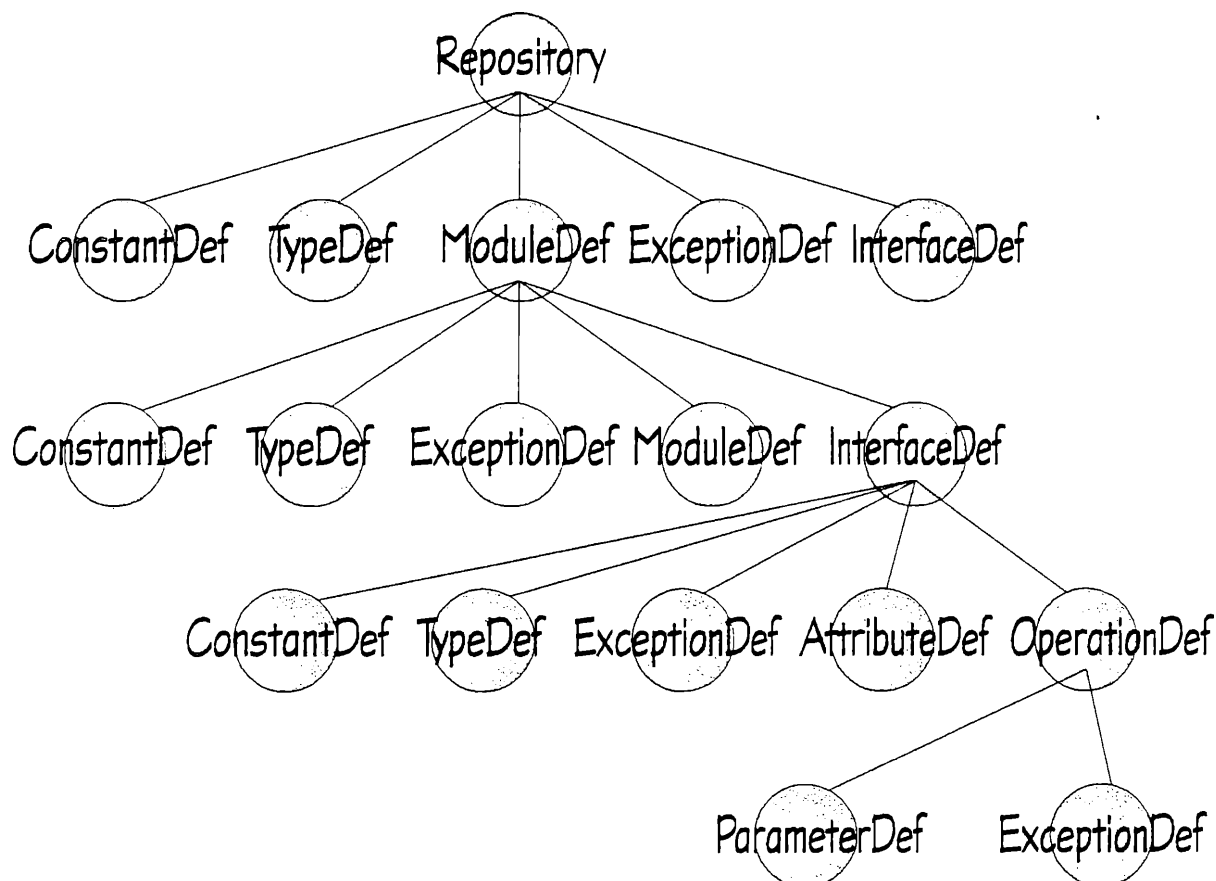 Repository
ConstantDef TypeDef ModuleDef ExceptionDef InterfaceDef
ConstantDef TypeDef ExceptionDef ModuleDef InterfaceDef
ConstantDef TypeDef ExceptionDef AttributeDef OperationDef
ParameterDef ExceptionDef